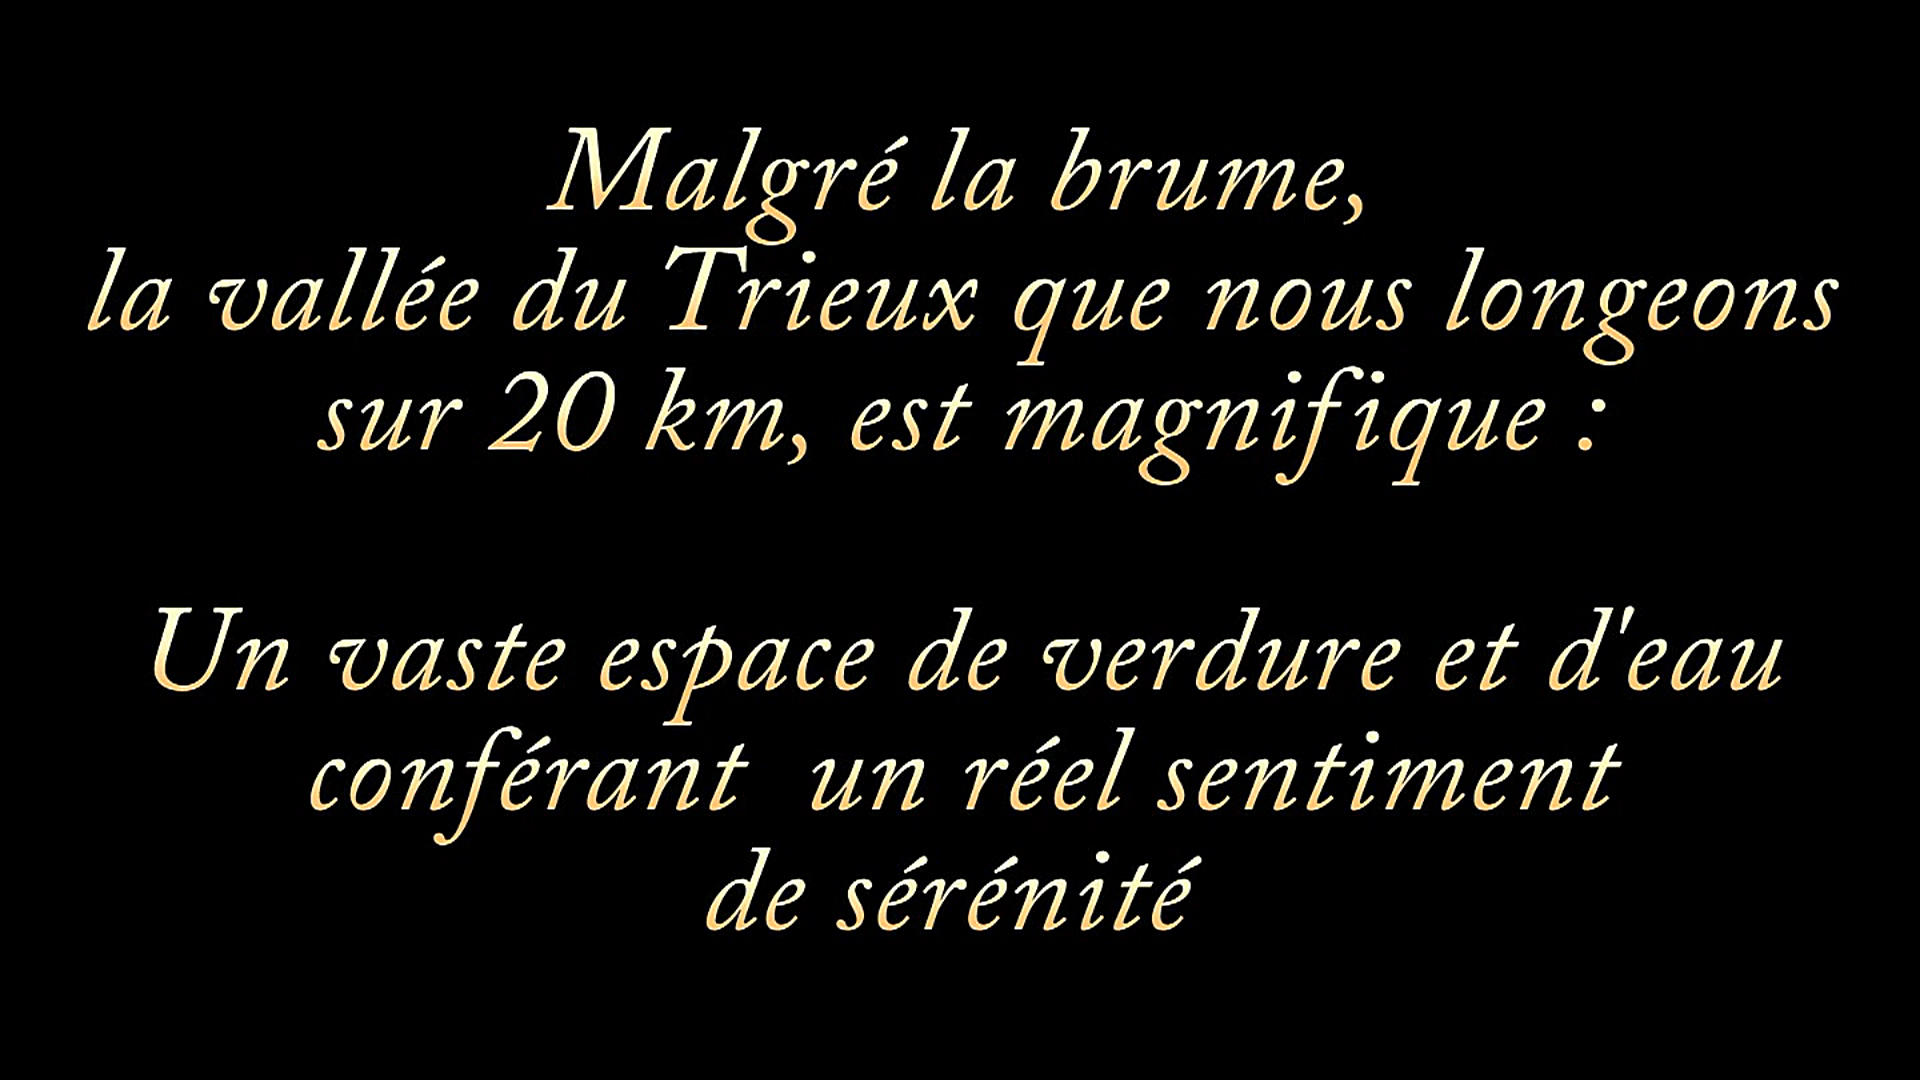 Malgré la brume,
la vallée du Trieux que nous longeons
sur 20 km, est magnifique :
Un vaste espace de verdure et d'eau
conférant  un réel sentiment
de sérénité